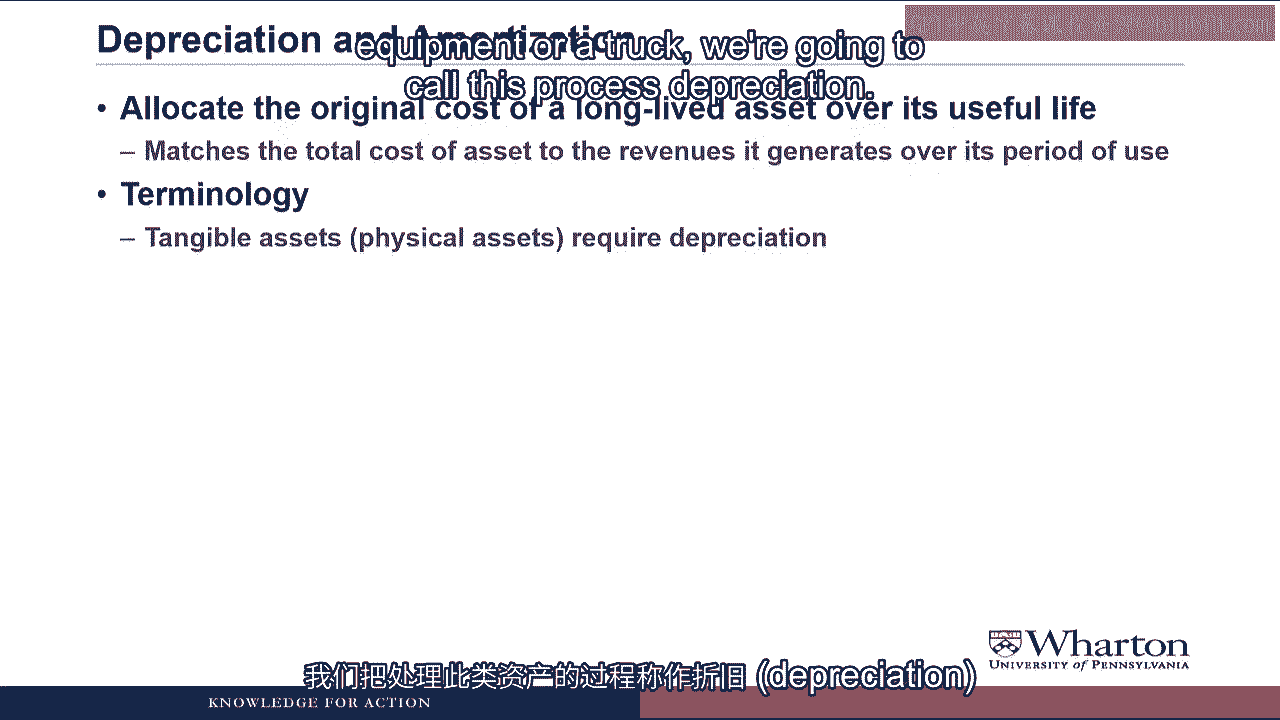 Depreciation and Amortization
equipment or a truck, we're going to
call this process depreciation.
• Allocate the original cost of a long-lived asset over its useful life
– Matches the total cost of asset to the revenues it generates over its period of use
• Terminology
– Tangible assets (physical assets) require depreciation
Wharton
UNIVERSITY of PENNSYLVANIA
我们把处理此类资产的过程称作折旧 (depreciation)
KNOWLEDGE FOR ACTION